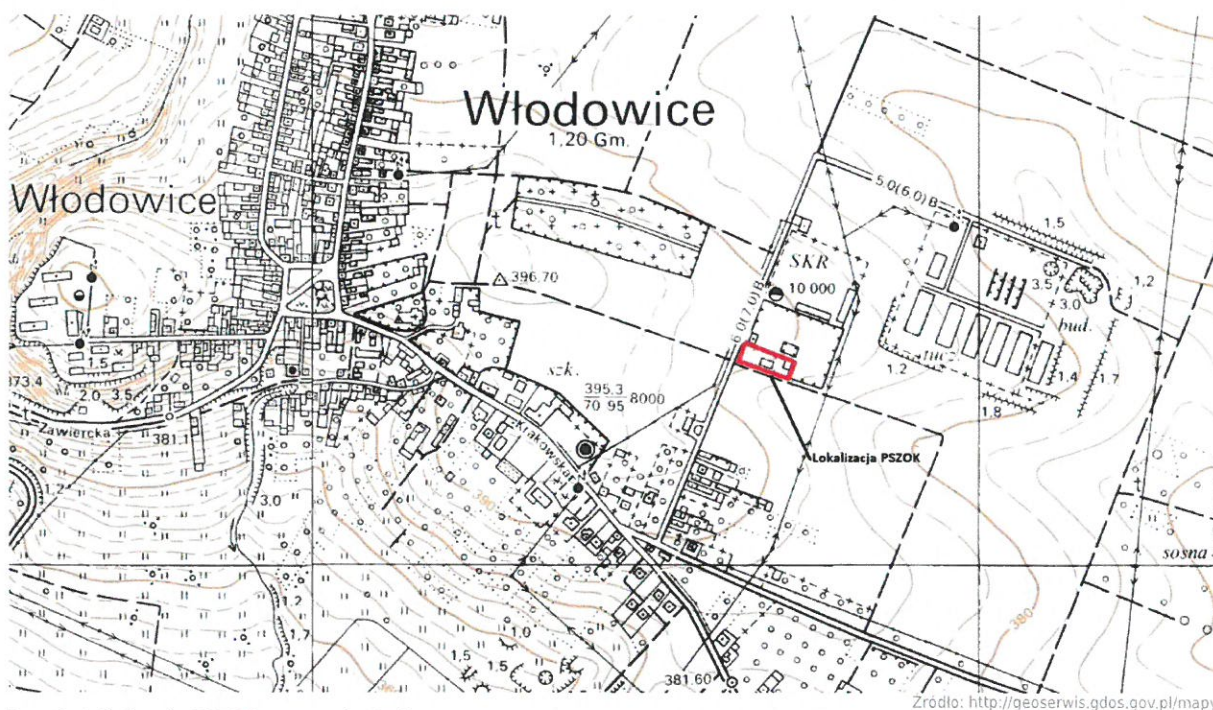 Włodowice
1.20 Gm.
Włodowice
5.0(6.0)B
1.5
SKR
10 000
3.5
3.0
1.2
bud.
396.70
6.0(7.0)B
tucz.
1.2
1.4
1.7
1.8
szk.
395.3
70 95
8000
1.5
373.4
2.0
3.5
Zawiercka
381.1
Krakowska
Lokalizacja PSZOK
1.2
3.0
380
sosna
1.2
1.7
1.0
1.5
1.5
380
381.60
Źródło: http://geoserwis.gdos.gov.pl/mapy